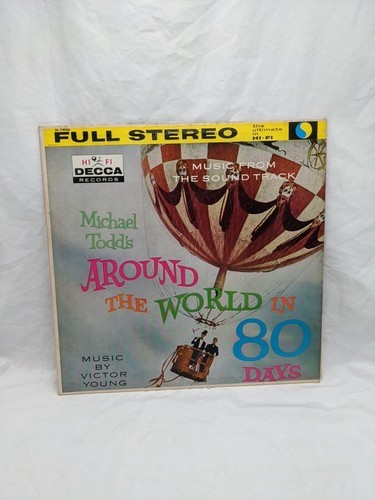 FULL STEREO
the
ultimate
in
HI-FI
HI FI
DECCA
RECORDS
MUSIC FROM
THE SOUND TRACK
Michael
Todd's
AROUND
THE WORLD IN
80
DAYS
MUSIC
BY
VICTOR
YOUNG